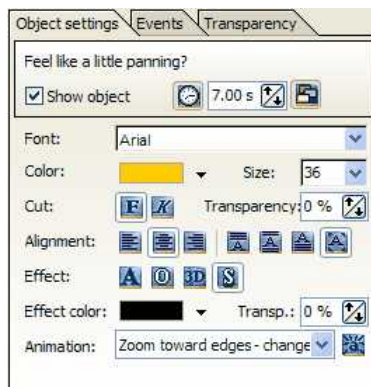 Object settings Events Transparency
Feel like a little panning?
Show object 7.00 s
Font: Arial
Color: Size: 36
Cut: F K Transparency: 0 %
Alignment:
Effect: A O 3D S
Effect color: Transp.: 0 %
Animation: Zoom toward edges - change a